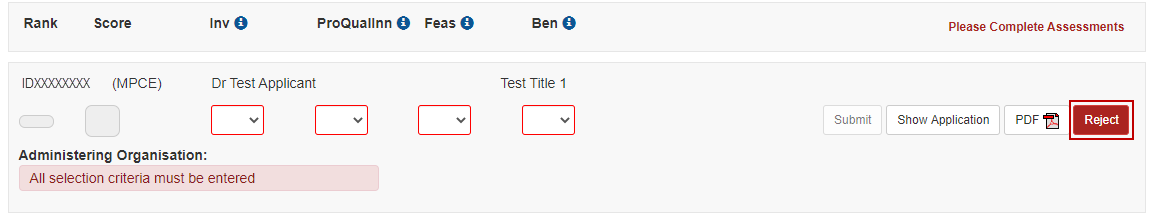 Rank Score Inv ProQualInn Feas Ben Please Complete Assessments
IDXXXXXXXX (MPCE) Dr Test Applicant Test Title 1
Submit Show Application PDF Reject
Administering Organisation:
All selection criteria must be entered